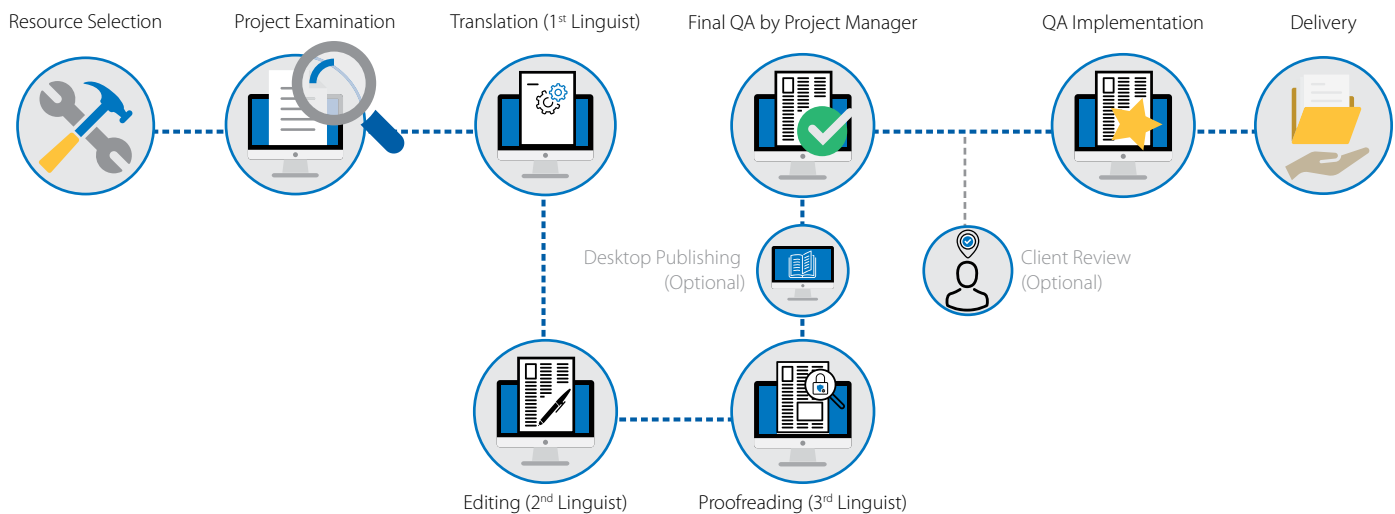 Resource Selection
Project Examination
Translation (1st Linguist)
Final QA by Project Manager
QA Implementation
Delivery
Desktop Publishing
(Optional)
Client Review
(Optional)
Editing (2nd Linguist)
Proofreading (3rd Linguist)